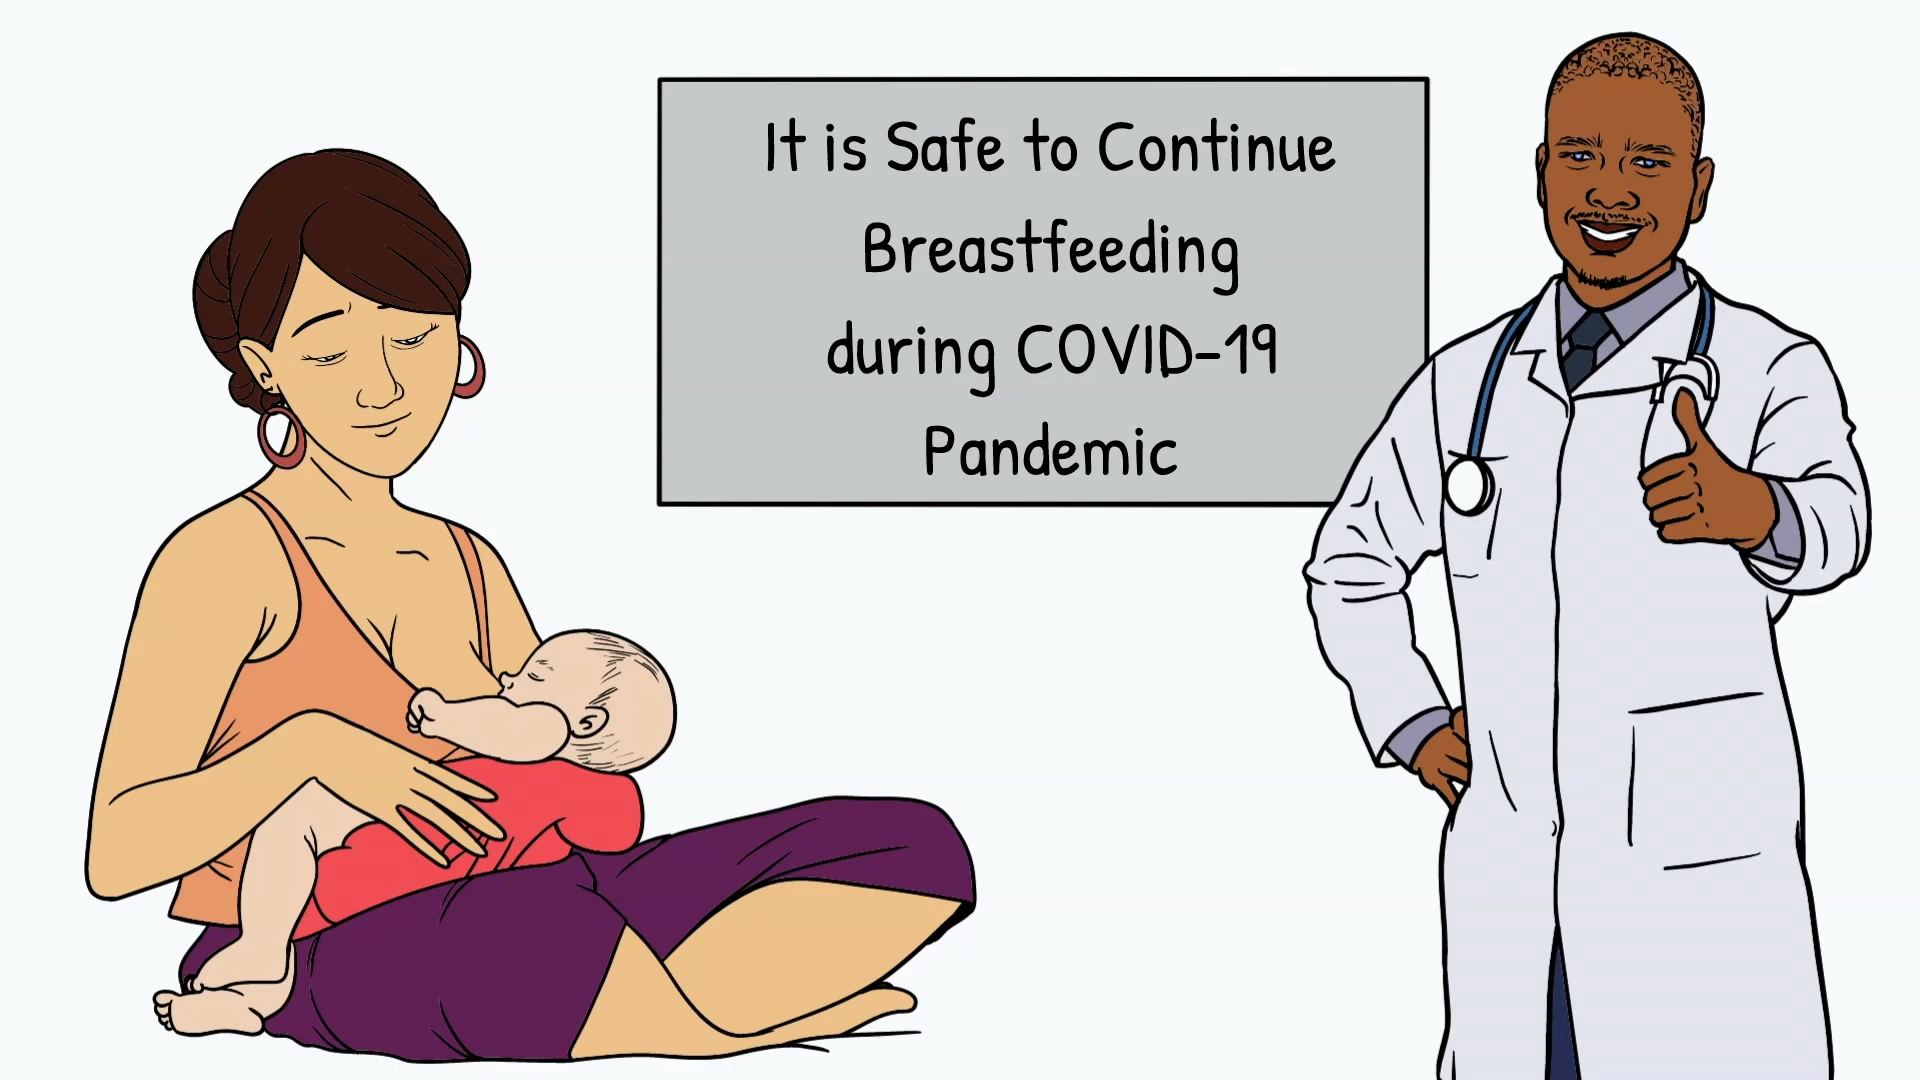 It is Safe to Continue
Breastfeeding
during COVID-19
Pandemic